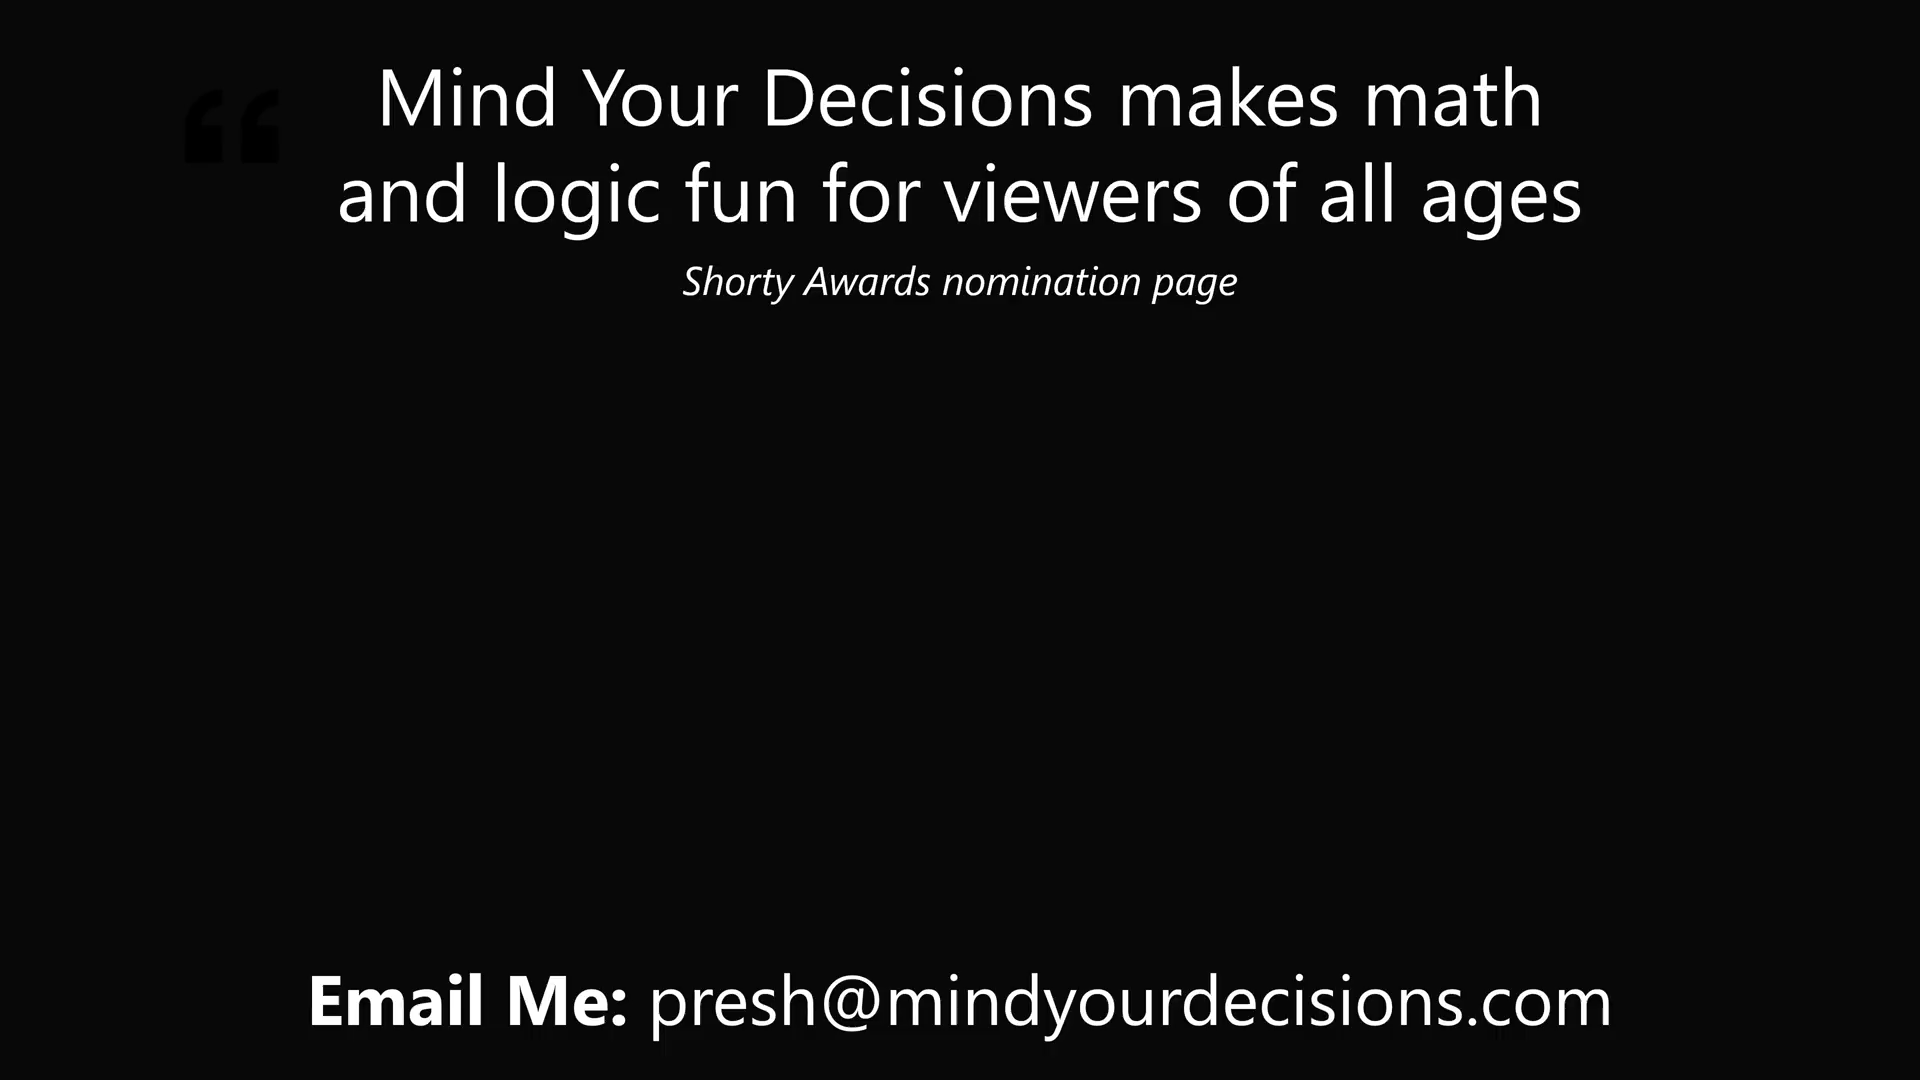 “
Mind Your Decisions makes math
and logic fun for viewers of all ages
Shorty Awards nomination page
Email Me: presh@mindyourdecisions.com